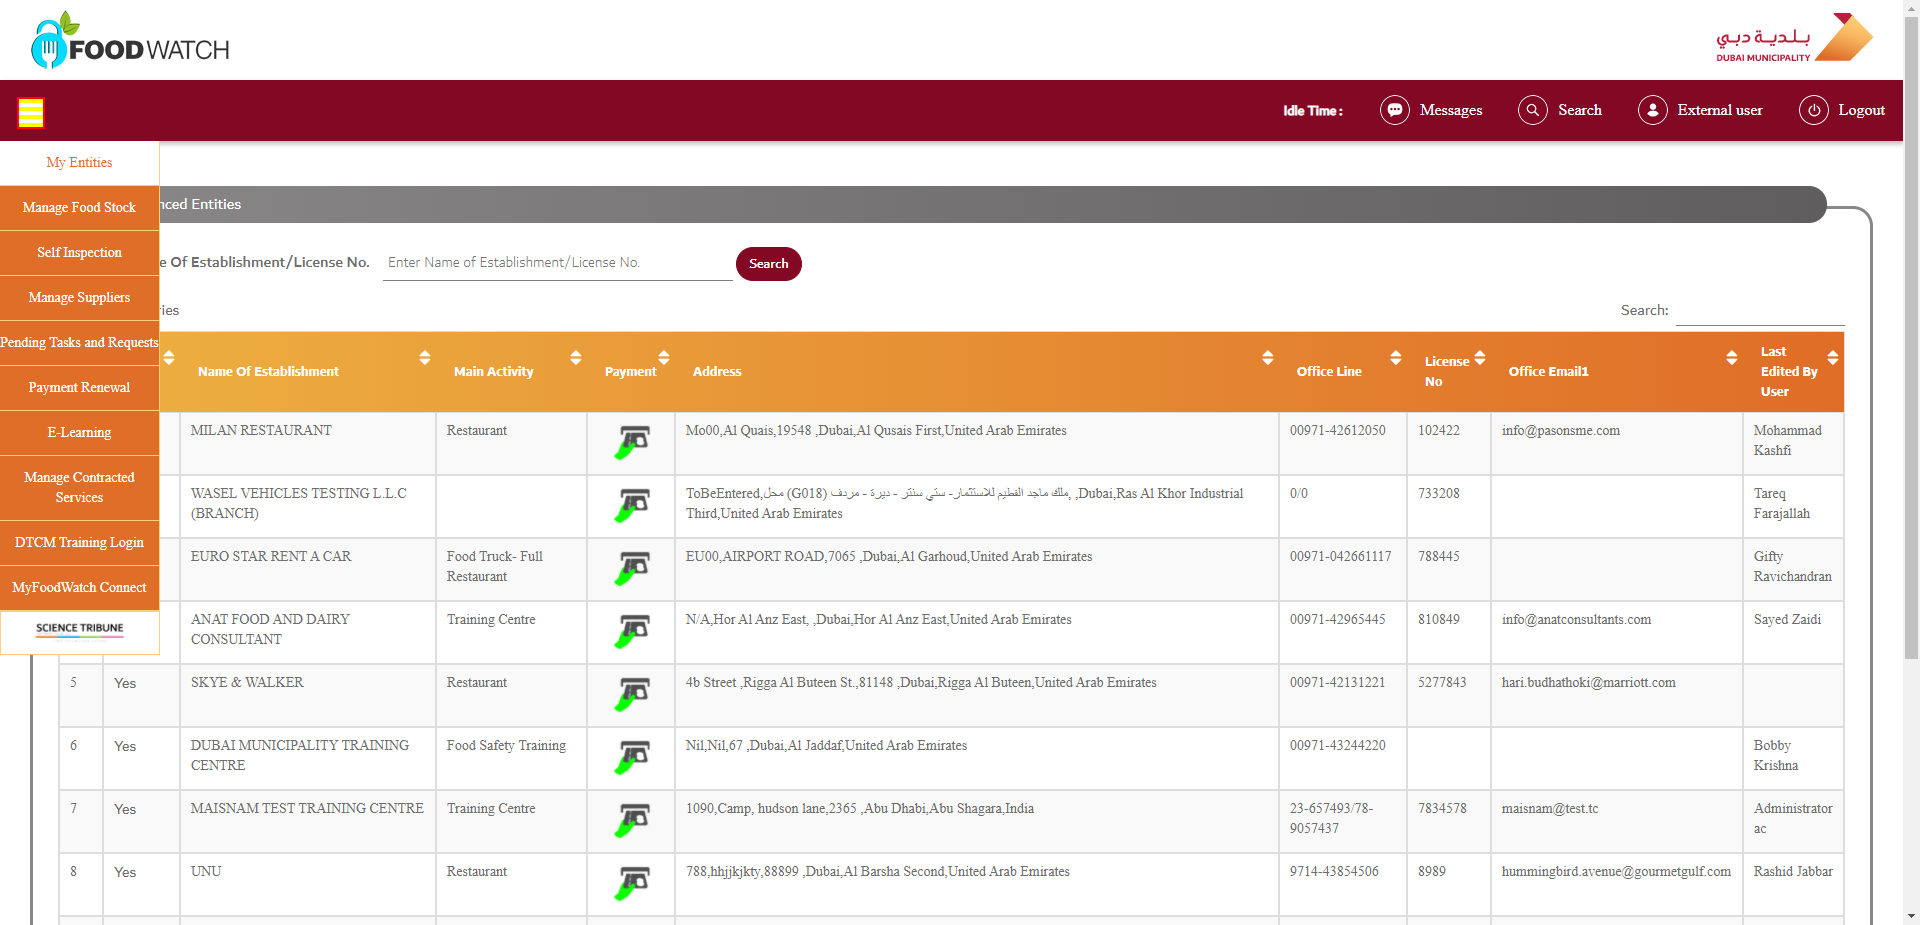 FOODWATCH
بلدية دبي
DUBAI MUNICIPALITY
Idle Time :
Messages
Search
External user
Logout
My Entities
Manage Food Stock
Self Inspection
Manage Suppliers
Pending Tasks and Requests
Payment Renewal
E-Learning
Manage Contracted
Services
DTCM Training Login
MyFoodWatch Connect
SCIENCE TRIBUNE
nced Entities
e Of Establishment/License No.
Enter Name of Establishment/License No.
Search
ries
Search:
Name Of Establishment
Main Activity
Payment
Address
Office Line
License
No
Office Email1
Last
Edited By
User
MILAN RESTAURANT
Restaurant
Mo00,Al Quais,19548 ,Dubai,Al Qusais First,United Arab Emirates
00971-42612050
102422
info@pasonsme.com
Mohammad
Kashfi
WASEL VEHICLES TESTING L.L.C
(BRANCH)
ToBeEntered,ملك ماجد الفطيم للاستثمار- ستي سنتر - ديرة - مردف (G018) محل, ,Dubai,Ras Al Khor Industrial
Third,United Arab Emirates
0/0
733208
Tareq
Farajallah
EURO STAR RENT A CAR
Food Truck- Full
Restaurant
EU00,AIRPORT ROAD,7065 ,Dubai,Al Garhoud,United Arab Emirates
00971-042661117
788445
Gifty
Ravichandran
ANAT FOOD AND DAIRY
CONSULTANT
Training Centre
N/A,Hor Al Anz East, ,Dubai,Hor Al Anz East,United Arab Emirates
00971-42965445
810849
info@anatconsultants.com
Sayed Zaidi
5
Yes
SKYE & WALKER
Restaurant
4b Street ,Rigga Al Buteen St.,81148 ,Dubai,Rigga Al Buteen,United Arab Emirates
00971-42131221
5277843
hari.budhathoki@marriott.com
6
Yes
DUBAI MUNICIPALITY TRAINING
CENTRE
Food Safety Training
Nil,Nil,67 ,Dubai,Al Jaddaf,United Arab Emirates
00971-43244220
Bobby
Krishna
7
Yes
MAISNAM TEST TRAINING CENTRE
Training Centre
1090,Camp, hudson lane,2365 ,Abu Dhabi,Abu Shagara,India
23-657493/78-
9057437
7834578
maisnam@test.tc
Administrator
ac
8
Yes
UNU
Restaurant
788,hhjjkjkty,88899 ,Dubai,Al Barsha Second,United Arab Emirates
9714-43854506
8989
hummingbird.avenue@gourmetgulf.com
Rashid Jabbar